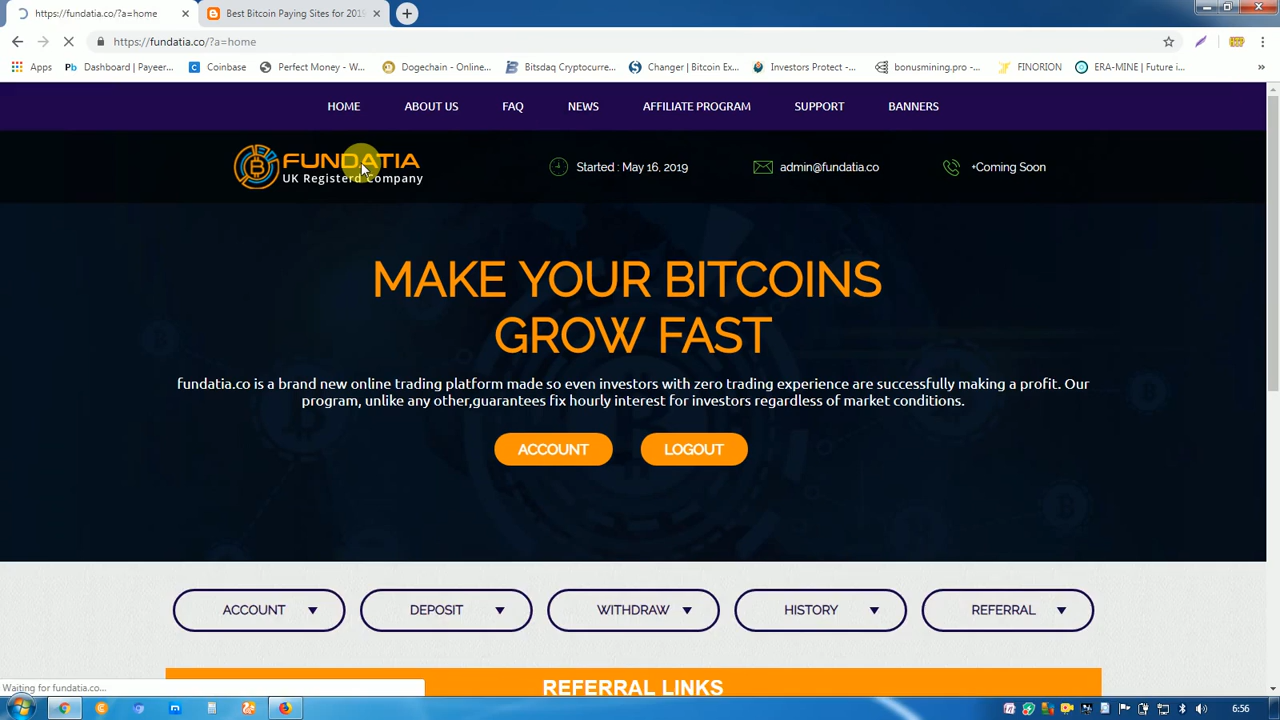 https://fundatia.co/?a=home
Best Bitcoin Paying Sites for 2019
https://fundatia.co/?a=home
Apps
Dashboard | Payeer...
Coinbase
Perfect Money - W...
Dogechain - Online...
Bitsdaq Cryptocurre...
Changer | Bitcoin Ex...
Investors Protect -...
bonusmining.pro -...
FINORION
ERA-MINE | Future i...
HOME
ABOUT US
FAQ
NEWS
AFFILIATE PROGRAM
SUPPORT
BANNERS
FUNDATIA
UK Registerd Company
Started : May 16, 2019
admin@fundatia.co
+Coming Soon
MAKE YOUR BITCOINS
GROW FAST
fundatia.co is a brand new online trading platform made so even investors with zero trading experience are successfully making a profit. Our
program, unlike any other,guarantees fix hourly interest for investors regardless of market conditions.
ACCOUNT
LOGOUT
ACCOUNT
DEPOSIT
WITHDRAW
HISTORY
REFERRAL
REFERRAL LINKS
Waiting for fundatia.co...
6:56